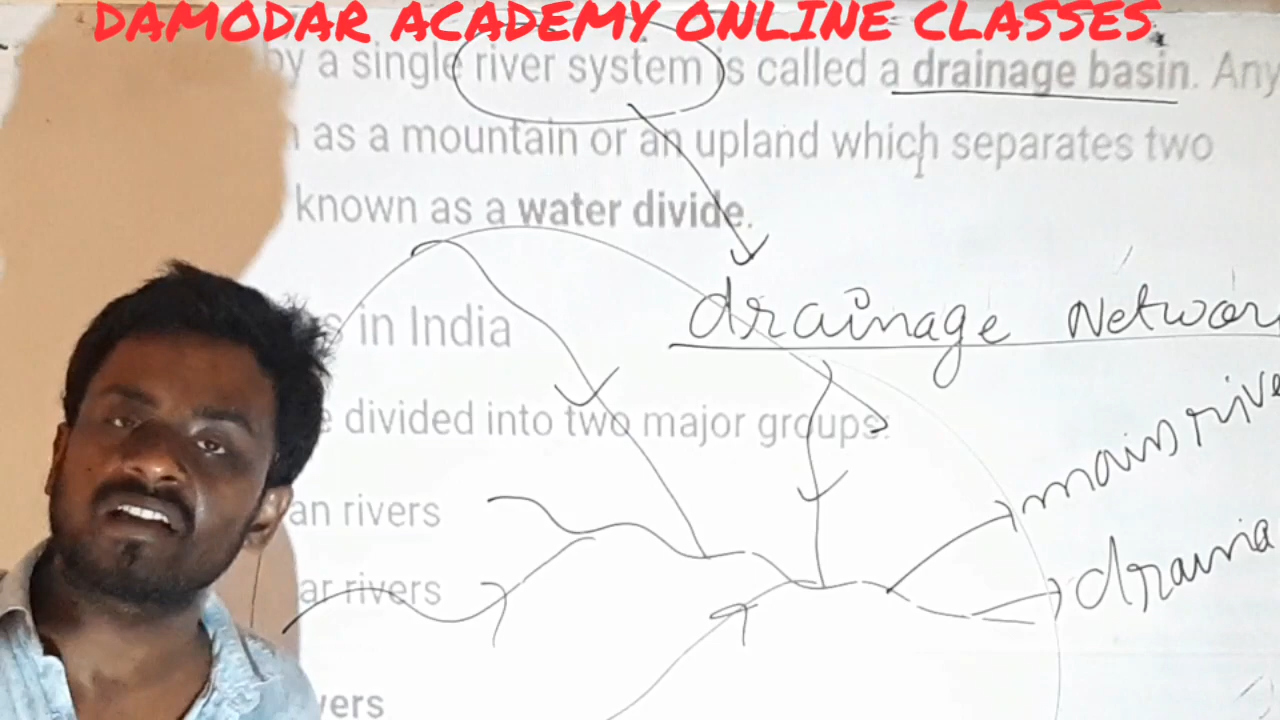 DAMODAR ACADEMY ONLINE CLASSES
by a single river system is called a drainage basin. Any
as a mountain or an upland which separates two
known as a water divide.
drainage Networ
in India
divided into two major groups:
main rive
an rivers
ar rivers
draina
vers